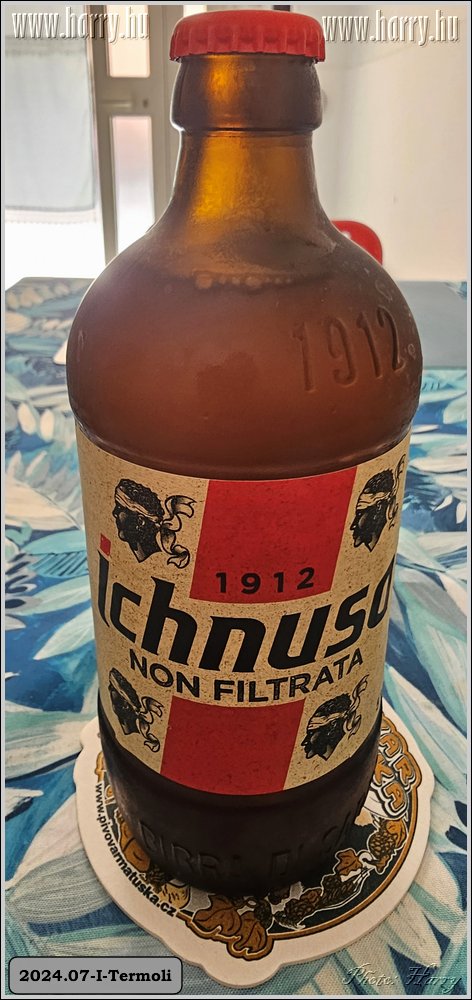 www.harry.hu www.harry.hu
1912
1912
ichnusa
NON FILTRATA
www.pivovarmatuska.cz
2024.07-I-Termoli
Photo: Harry